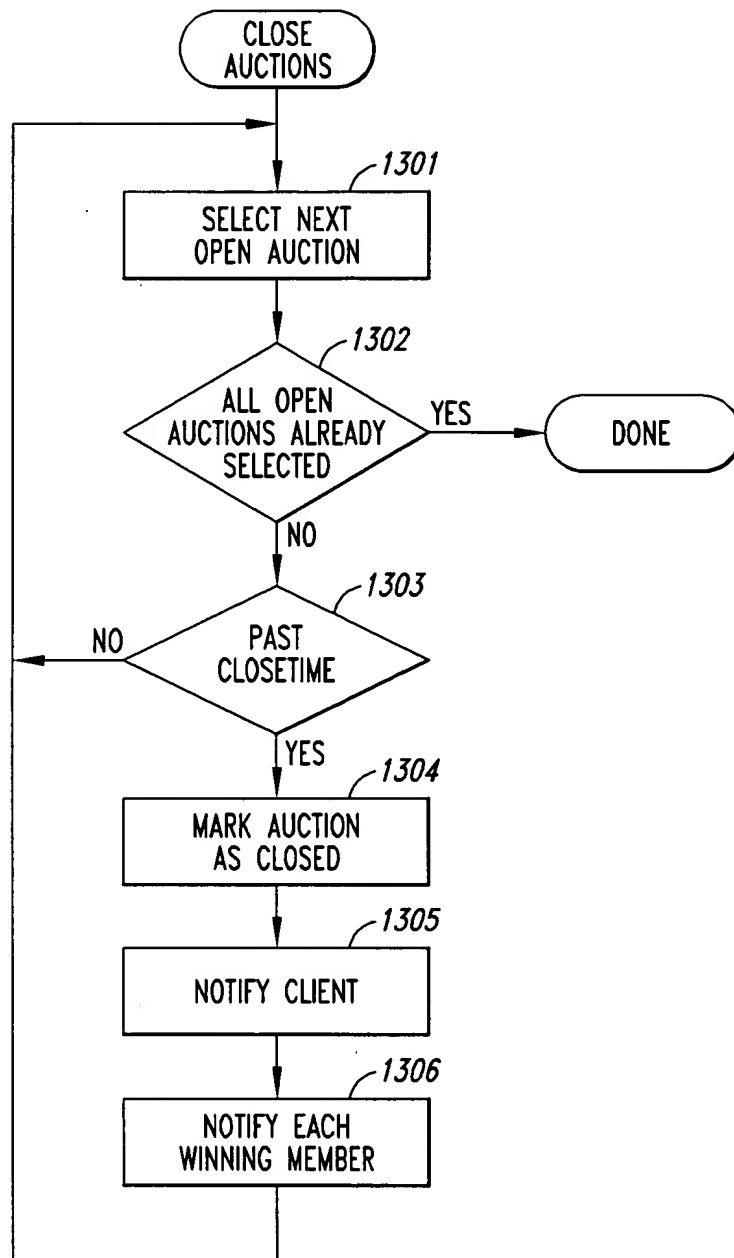 CLOSE
AUCTIONS
1301
SELECT NEXT
OPEN AUCTION
1302
ALL OPEN
AUCTIONS ALREADY
SELECTED
YES
DONE
NO
1303
PAST
CLOSETIME
NO
YES
1304
MARK AUCTION
AS CLOSED
1305
NOTIFY CLIENT
1306
NOTIFY EACH
WINNING MEMBER